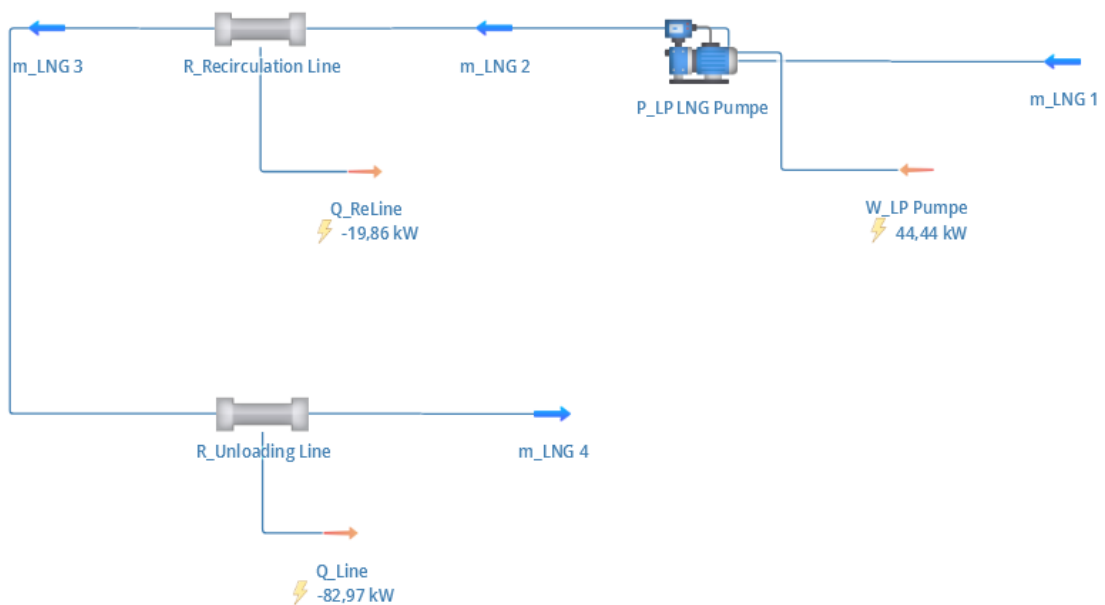 m_LNG 3
R_Recirculation Line
m_LNG 2
P_LP LNG Pumpe
m_LNG 1
Q_ReLine
-19,86 kW
W_LP Pumpe
44,44 kW
R_Unloading Line
m_LNG 4
Q_Line
-82,97 kW